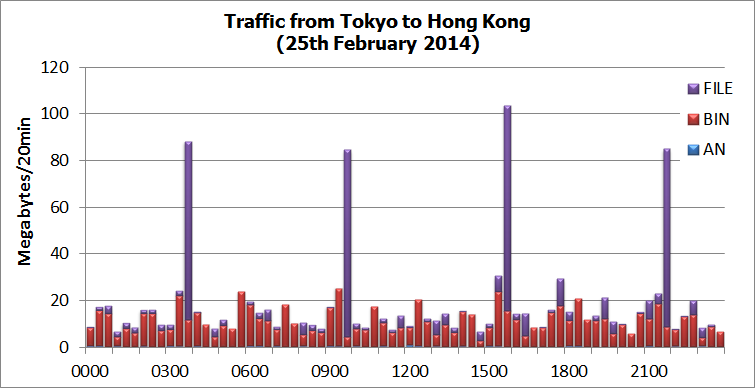 Traffic from Tokyo to Hong Kong
(25th February 2014)
120
100
80
60
40
20
0
Megabytes/20min
FILE
BIN
AN
0000 0300 0600 0900 1200 1500 1800 2100